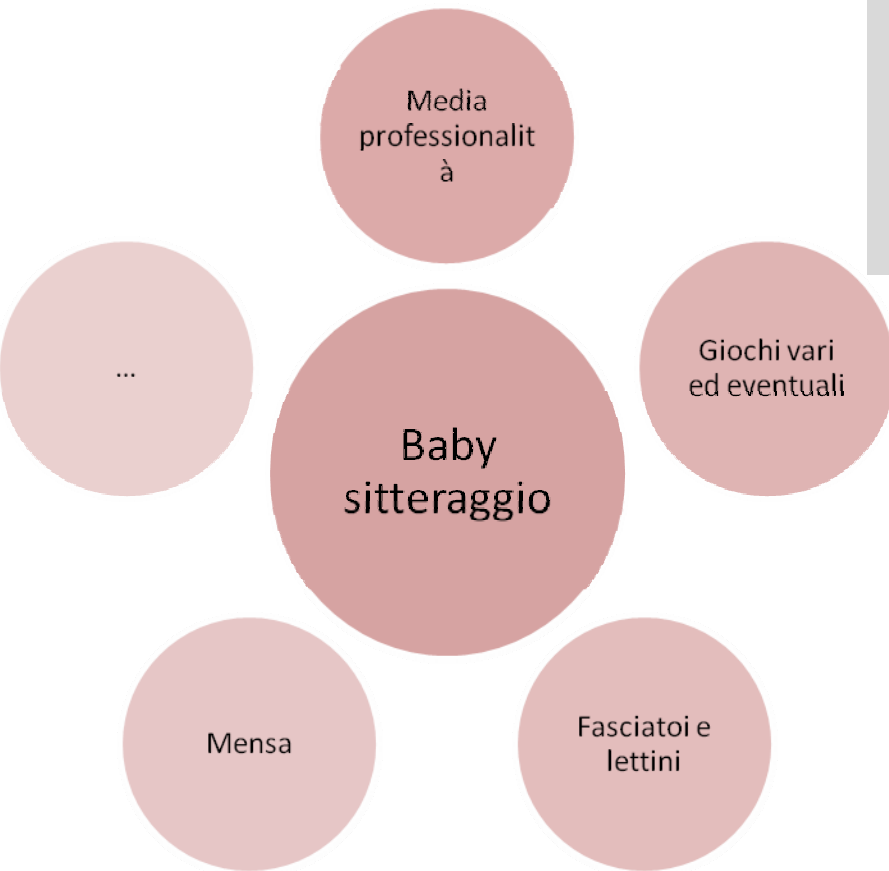 Media
professionalit
à
Giochi vari
ed eventuali
...
Baby
sitteraggio
Fasciatoi e
lettini
Mensa